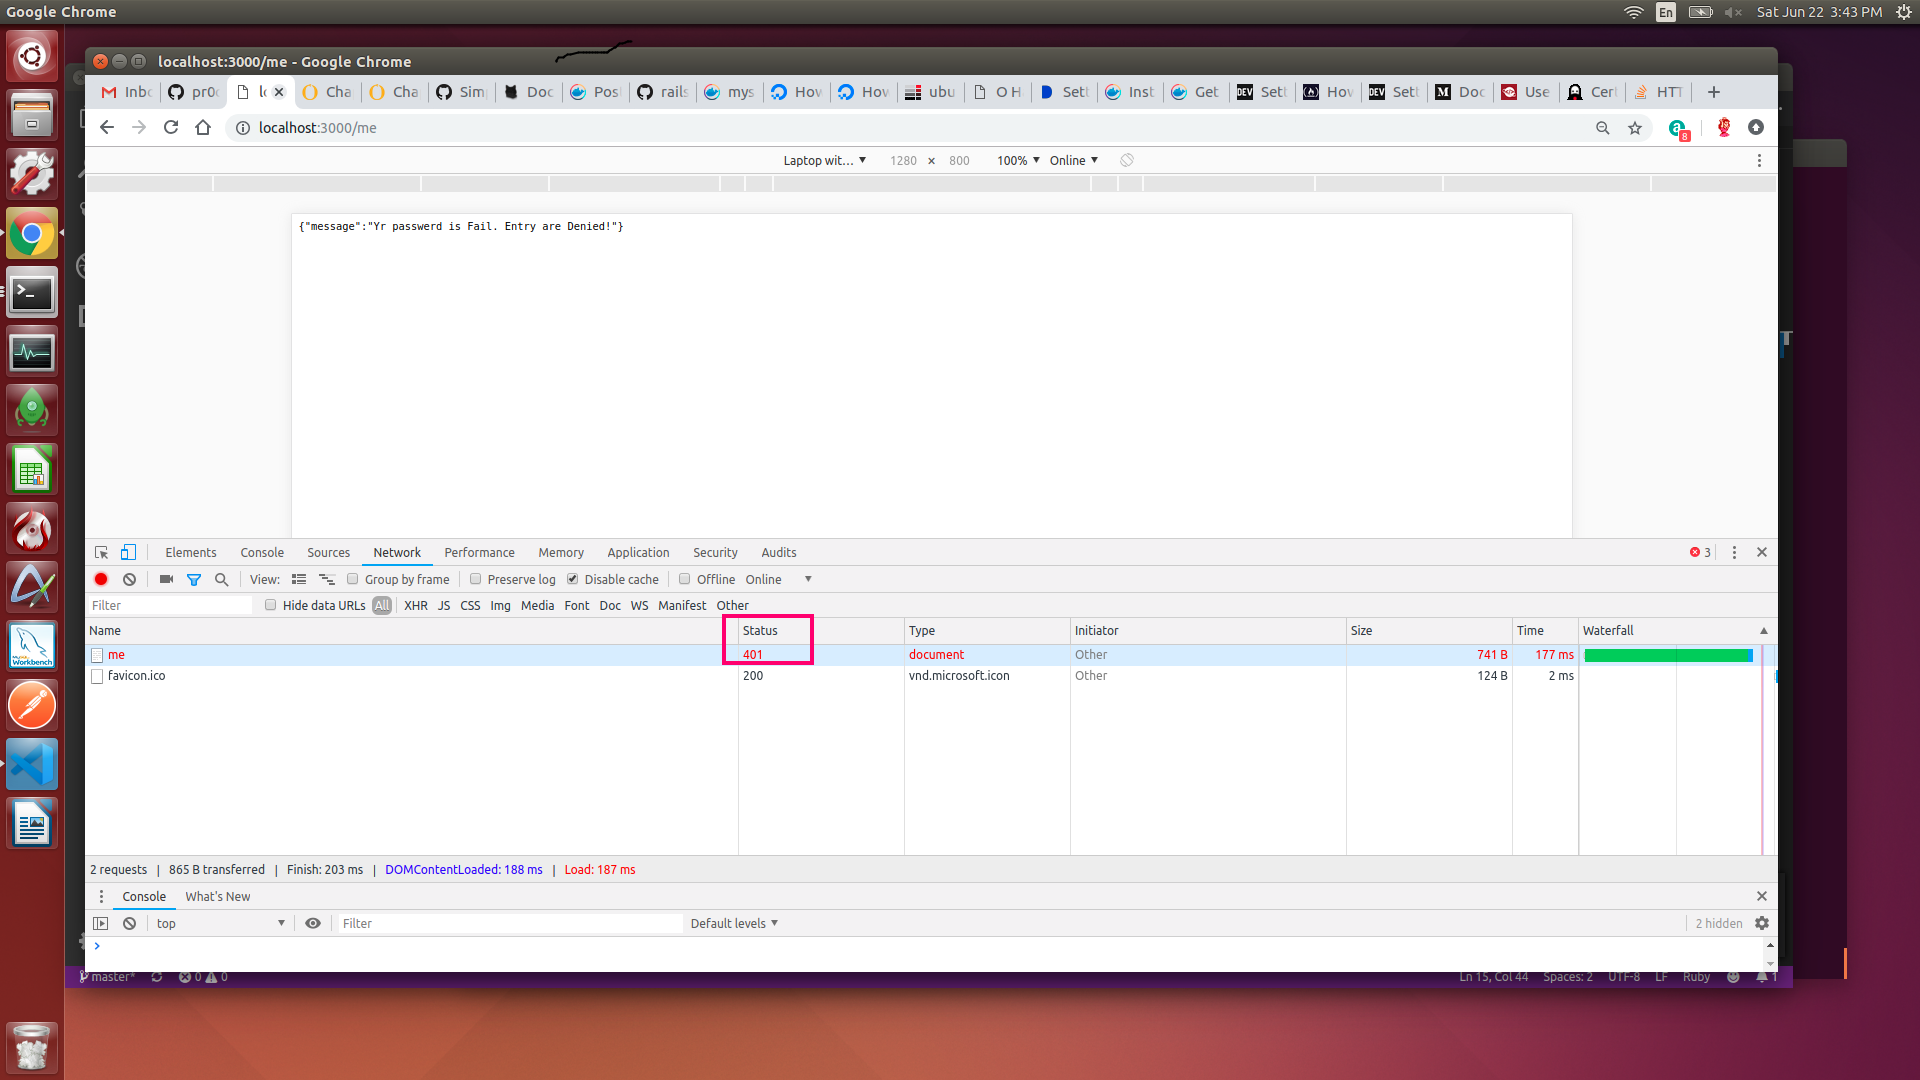 Google Chrome
En
Sat Jun 22 3:43 PM
localhost:3000/me - Google Chrome
Inbo pr0 lo Cha Cha Sim Doc Post rails mys How How ubu O H Sett Inst Get Sett How Sett Doc Use Cert HTT
localhost:3000/me
8
Laptop wit... 1280 × 800 100% Online
{"message":"Yr passwerd is Fail. Entry are Denied!"}
Elements Console Sources Network Performance Memory Application Security Audits 3
View: Group by frame Preserve log Disable cache Offline Online
Filter Hide data URLs All XHR JS CSS Img Media Font Doc WS Manifest Other
Name Status Type Initiator Size Time Waterfall
me 401 document Other 741 B 177 ms
favicon.ico 200 vnd.microsoft.icon Other 124 B 2 ms
2 requests | 865 B transferred | Finish: 203 ms | DOMContentLoaded: 188 ms | Load: 187 ms
Console What's New
top Filter Default levels 2 hidden
master* 0 0 Ln 15, Col 44 Spaces: 2 UTF-8 LF Ruby 1
Workbench